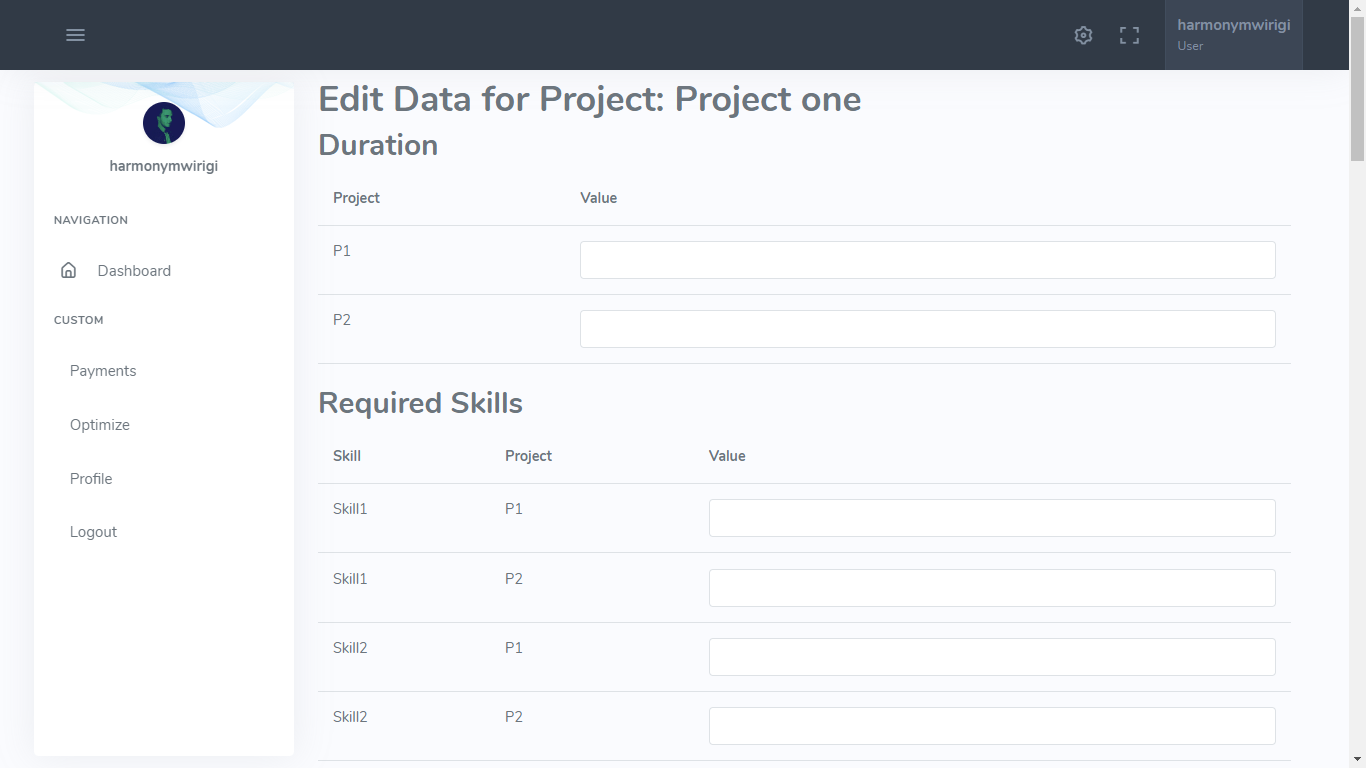 harmonymwirigi
User
harmonymwirigi
NAVIGATION
Dashboard
CUSTOM
Payments
Optimize
Profile
Logout
Edit Data for Project: Project one
Duration
Project Value
P1
P2
Required Skills
Skill Project Value
Skill1 P1
Skill1 P2
Skill2 P1
Skill2 P2